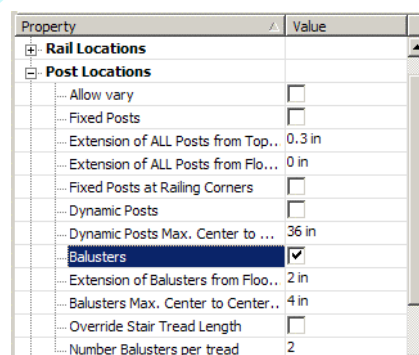 Property Value
Rail Locations
Post Locations
Allow vary
Fixed Posts
Extension of ALL Posts from Top.. 0.3 in
Extension of ALL Posts from Flo... 0 in
Fixed Posts at Railing Corners
Dynamic Posts
Dynamic Posts Max. Center to ... 36 in
Balusters
Extension of Balusters from Floo.. 2 in
Balusters Max. Center to Center.. 4 in
Override Stair Tread Length
Number Balusters per tread 2